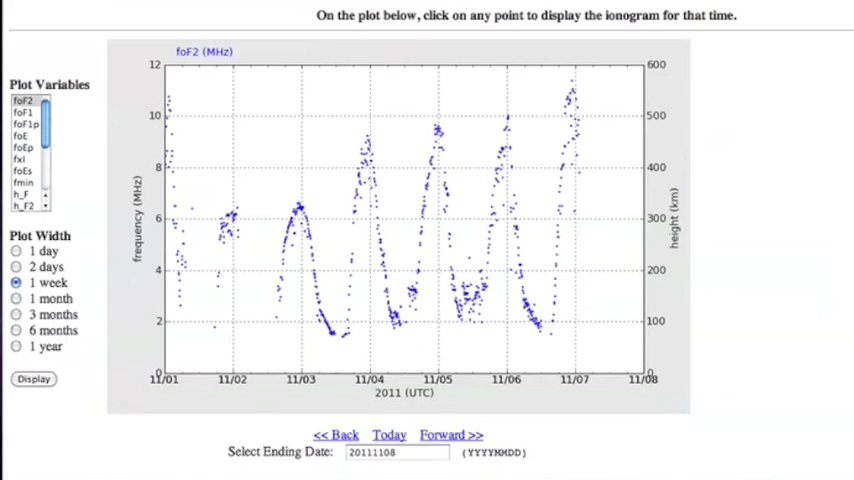 On the plot below, click on any point to display the ionogram for that time.
Plot Variables
foF2
foF1
foF1p
foE
foEp
fxI
foEs
fmin
h_F
h_F2
Plot Width
1 day
2 days
1 week
1 month
3 months
6 months
1 year
Display
foF2 (MHz)
frequency (MHz)
12
10
8
6
4
2
0
600
500
400
300
200
100
0
height (km)
11/01 11/02 11/03 11/04 11/05 11/06 11/07 11/08
2011 (UTC)
<< Back Today Forward >>
Select Ending Date: 20111108 (YYYYMMDD)